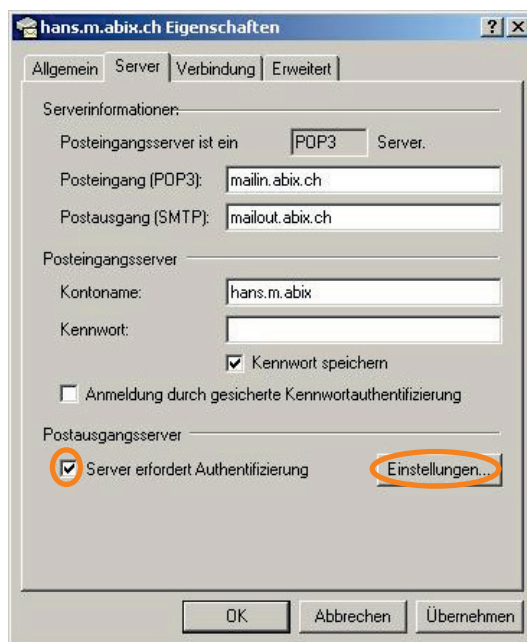 hans.m.abix.ch Eigenschaften
Allgemein Server Verbindung Erweitert
Serverinformationen:
Posteingangsserver ist ein POP3 Server.
Posteingang (POP3): mailin.abix.ch
Postausgang (SMTP): mailout.abix.ch
Posteingangsserver
Kontoname: hans.m.abix
Kennwort:
Kennwort speichern
Anmeldung durch gesicherte Kennwortauthentifizierung
Postausgangsserver
Server erfordert Authentifizierung Einstellungen...
OK Abbrechen Übernehmen